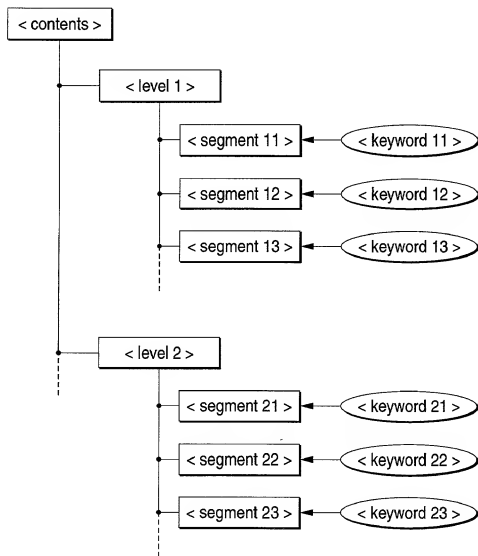 < contents >
< level 1 >
< segment 11 > < keyword 11 >
< segment 12 > < keyword 12 >
< segment 13 > < keyword 13 >
< level 2 >
< segment 21 > < keyword 21 >
< segment 22 > < keyword 22 >
< segment 23 > < keyword 23 >